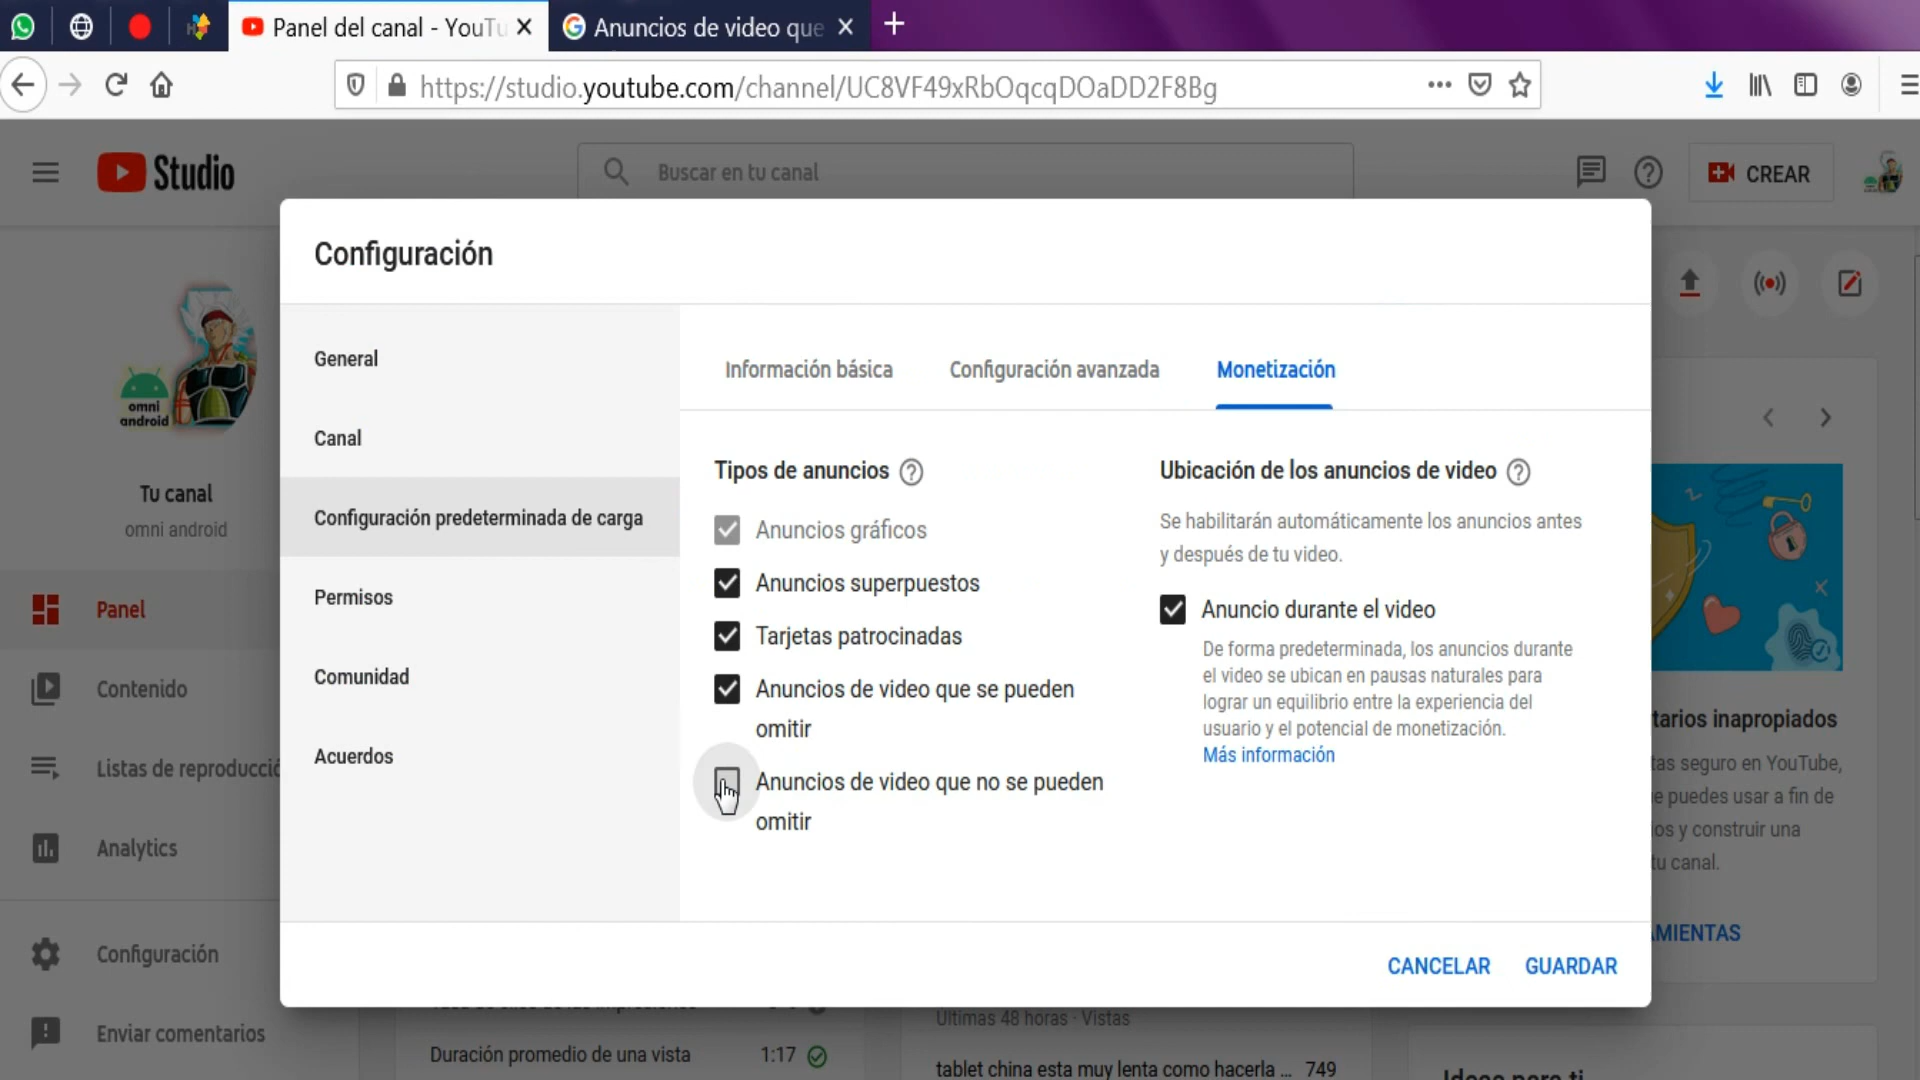 Panel del canal - YouTu
Anuncios de video que
https://studio.youtube.com/channel/UC8VF49xRbOqcqDOaDD2F8Bg
Studio
Buscar en tu canal
CREAR
Configuración
omni
android
Tu canal
omni android
Panel
Contenido
Listas de reproducció
Analytics
Configuración
Enviar comentarios
General
Canal
Configuración predeterminada de carga
Permisos
Comunidad
Acuerdos
Información básica
Configuración avanzada
Monetización
Tipos de anuncios
Anuncios gráficos
Anuncios superpuestos
Tarjetas patrocinadas
Anuncios de video que se pueden
omitir
Anuncios de video que no se pueden
omitir
Ubicación de los anuncios de video
Se habilitarán automáticamente los anuncios antes
y después de tu video.
Anuncio durante el video
De forma predeterminada, los anuncios durante
el video se ubican en pausas naturales para
lograr un equilibrio entre la experiencia del
usuario y el potencial de monetización.
Más información
CANCELAR
GUARDAR
tarios inapropiados
tas seguro en YouTube,
e puedes usar a fin de
os y construir una
tu canal.
AMIENTAS
Duración promedio de una vista
1:17
Últimas 48 horas · Vistas
tablet china esta muy lenta como hacerla ...
749
Ideas para ti